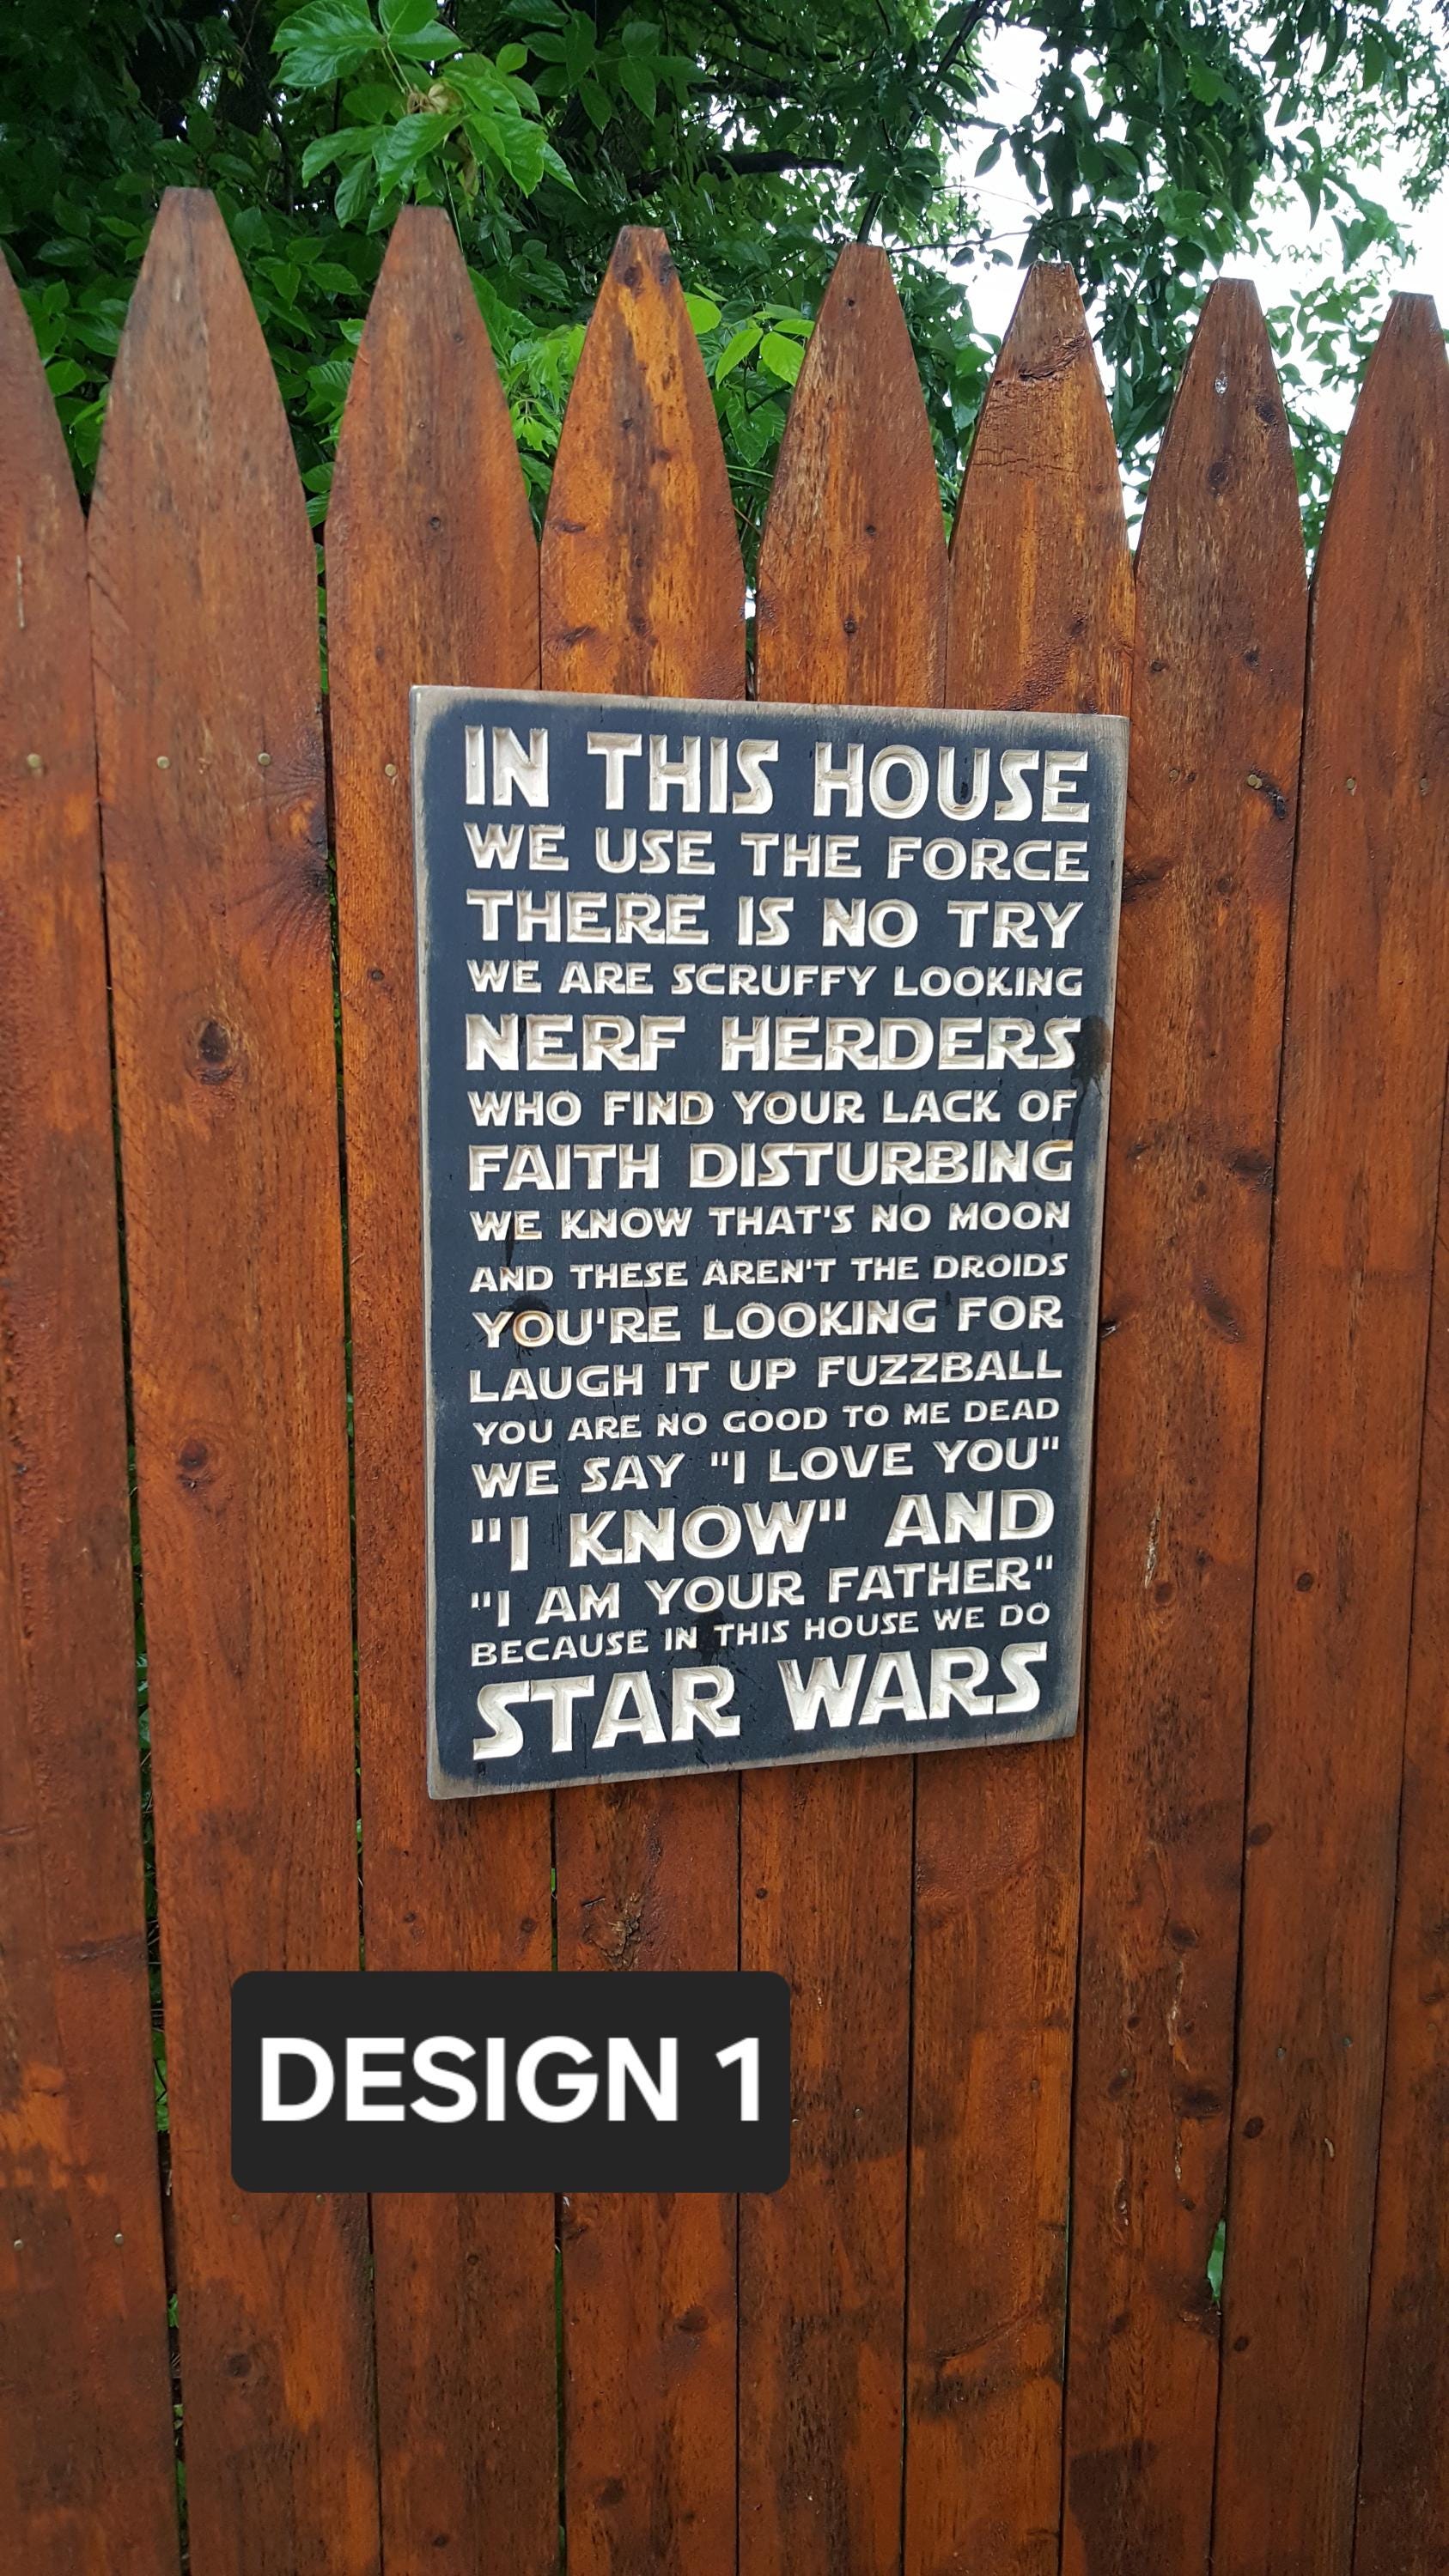 IN THIS HOUSE
WE USE THE FORCE
THERE IS NO TRY
WE ARE SCRUFFY LOOKING
NERF HERDERS
WHO FIND YOUR LACK OF
FAITH DISTURBING
WE KNOW THAT'S NO MOON
AND THESE AREN'T THE DROIDS
YOU'RE LOOKING FOR
LAUGH IT UP FUZZBALL
YOU ARE NO GOOD TO ME DEAD
WE SAY "I LOVE YOU"
"I KNOW" AND
"I AM YOUR FATHER"
BECAUSE IN THIS HOUSE WE DO
STAR WARS
DESIGN 1